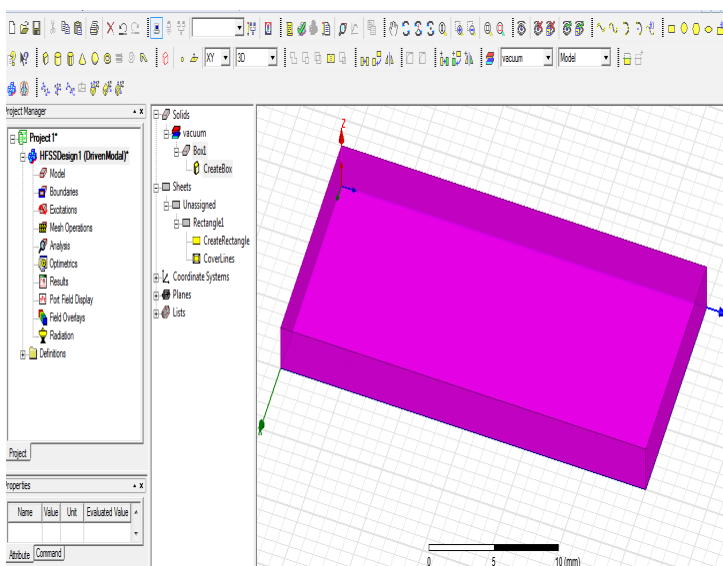 XY
3D
vacuum
Model
Project Manager
Project1*
HFSSDesign1 (DrivenModal)*
Model
Boundaries
Excitations
Mesh Operations
Analysis
Optimetrics
Results
Port Field Display
Field Overlays
Radiation
Definitions
Project
Properties
Name Value Unit Evaluated Value
Attribute Command
Solids
vacuum
Box1
CreateBox
Sheets
Unassigned
Rectangle1
CreateRectangle
CoverLines
Coordinate Systems
Planes
Lists
Z
0 5 10 (mm)